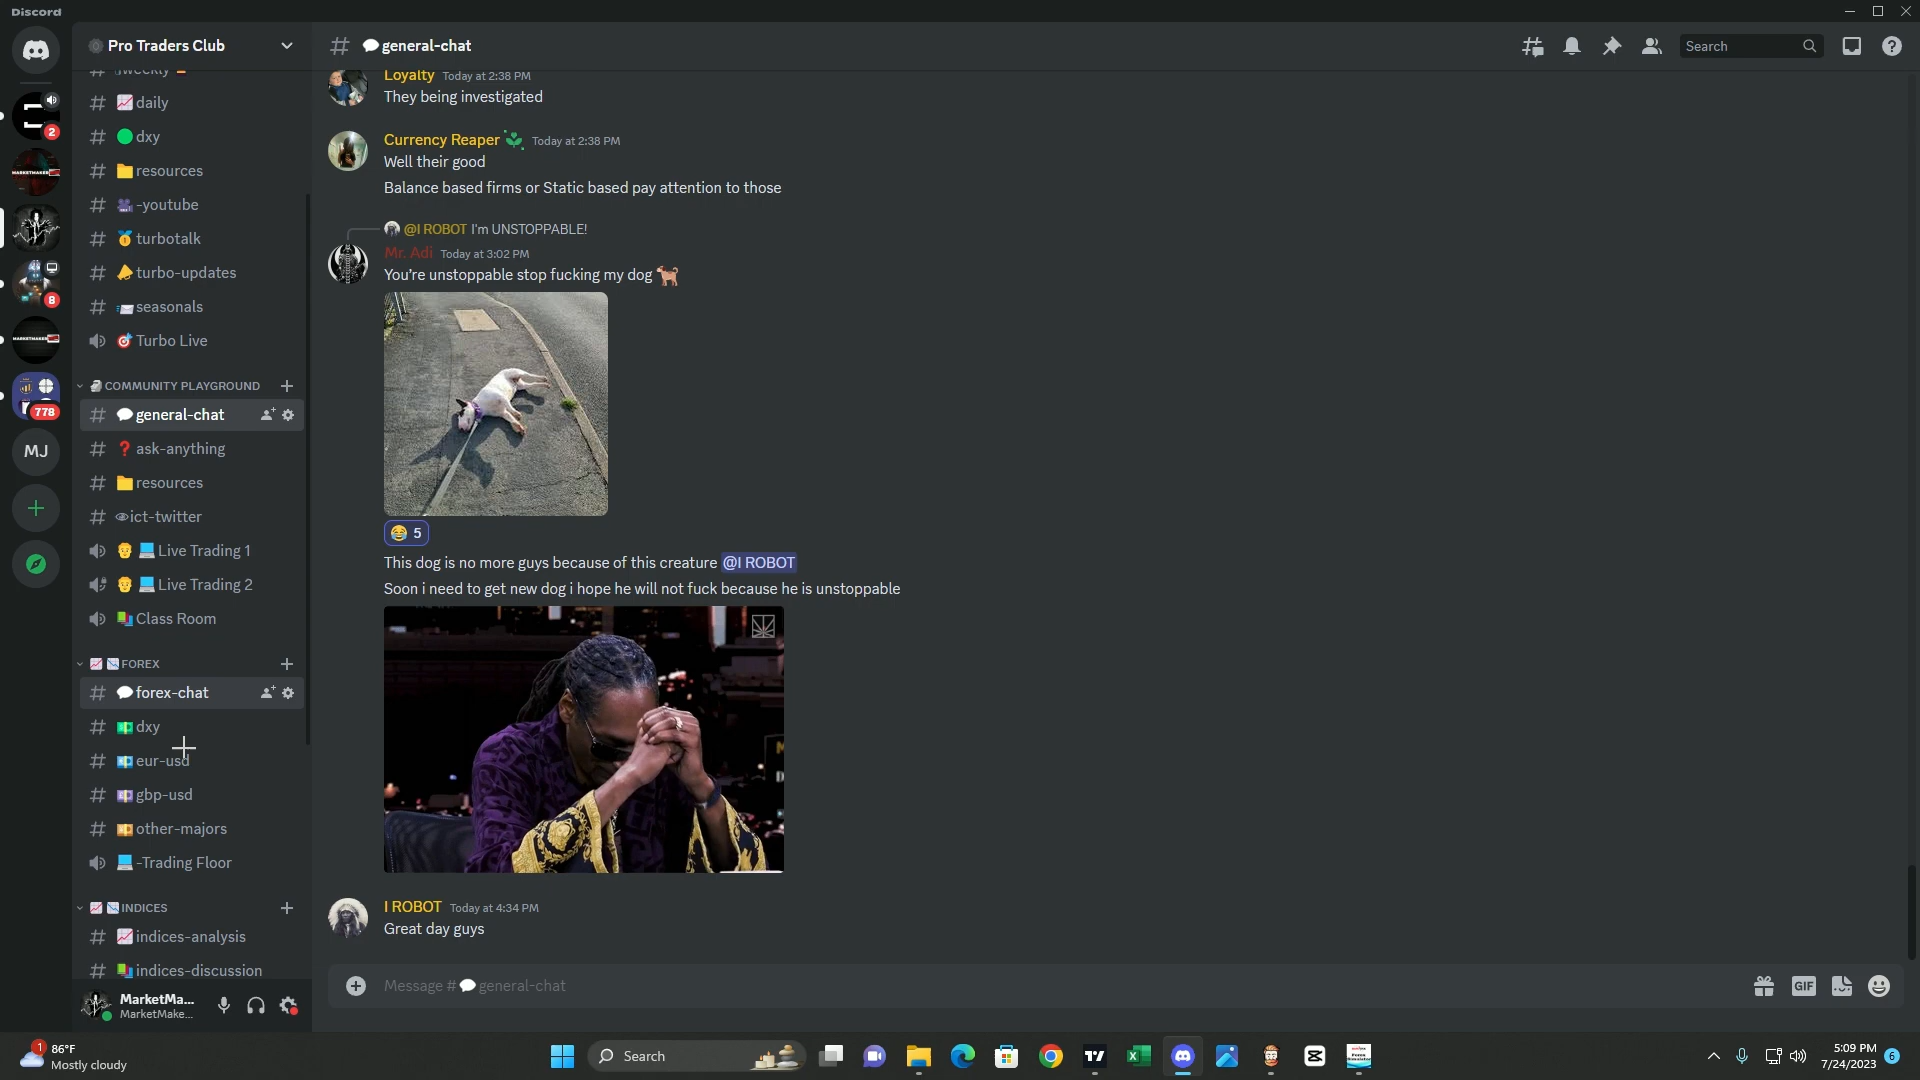 Discord
Pro Traders Club
weekly
daily
dxy
resources
-youtube
turbotalk
turbo-updates
seasonals
Turbo Live
COMMUNITY PLAYGROUND
general-chat
ask-anything
resources
ict-twitter
Live Trading 1
Live Trading 2
Class Room
FOREX
forex-chat
dxy
eur-usd
gbp-usd
other-majors
-Trading Floor
INDICES
indices-analysis
indices-discussion
MarketMa...
MarketMake...
2
8
778
MJ
general-chat
Search
Loyalty Today at 2:38 PM
They being investigated
Currency Reaper Today at 2:38 PM
Well their good
Balance based firms or Static based pay attention to those
@I ROBOT I'm UNSTOPPABLE!
Mr. Adi Today at 3:02 PM
You’re unstoppable stop fucking my dog
5
This dog is no more guys because of this creature @I ROBOT
Soon i need to get new dog i hope he will not fuck because he is unstoppable
I ROBOT Today at 4:34 PM
Great day guys
Message # general-chat
GIF
1
86°F
Mostly cloudy
Search
5:09 PM
7/24/2023
6